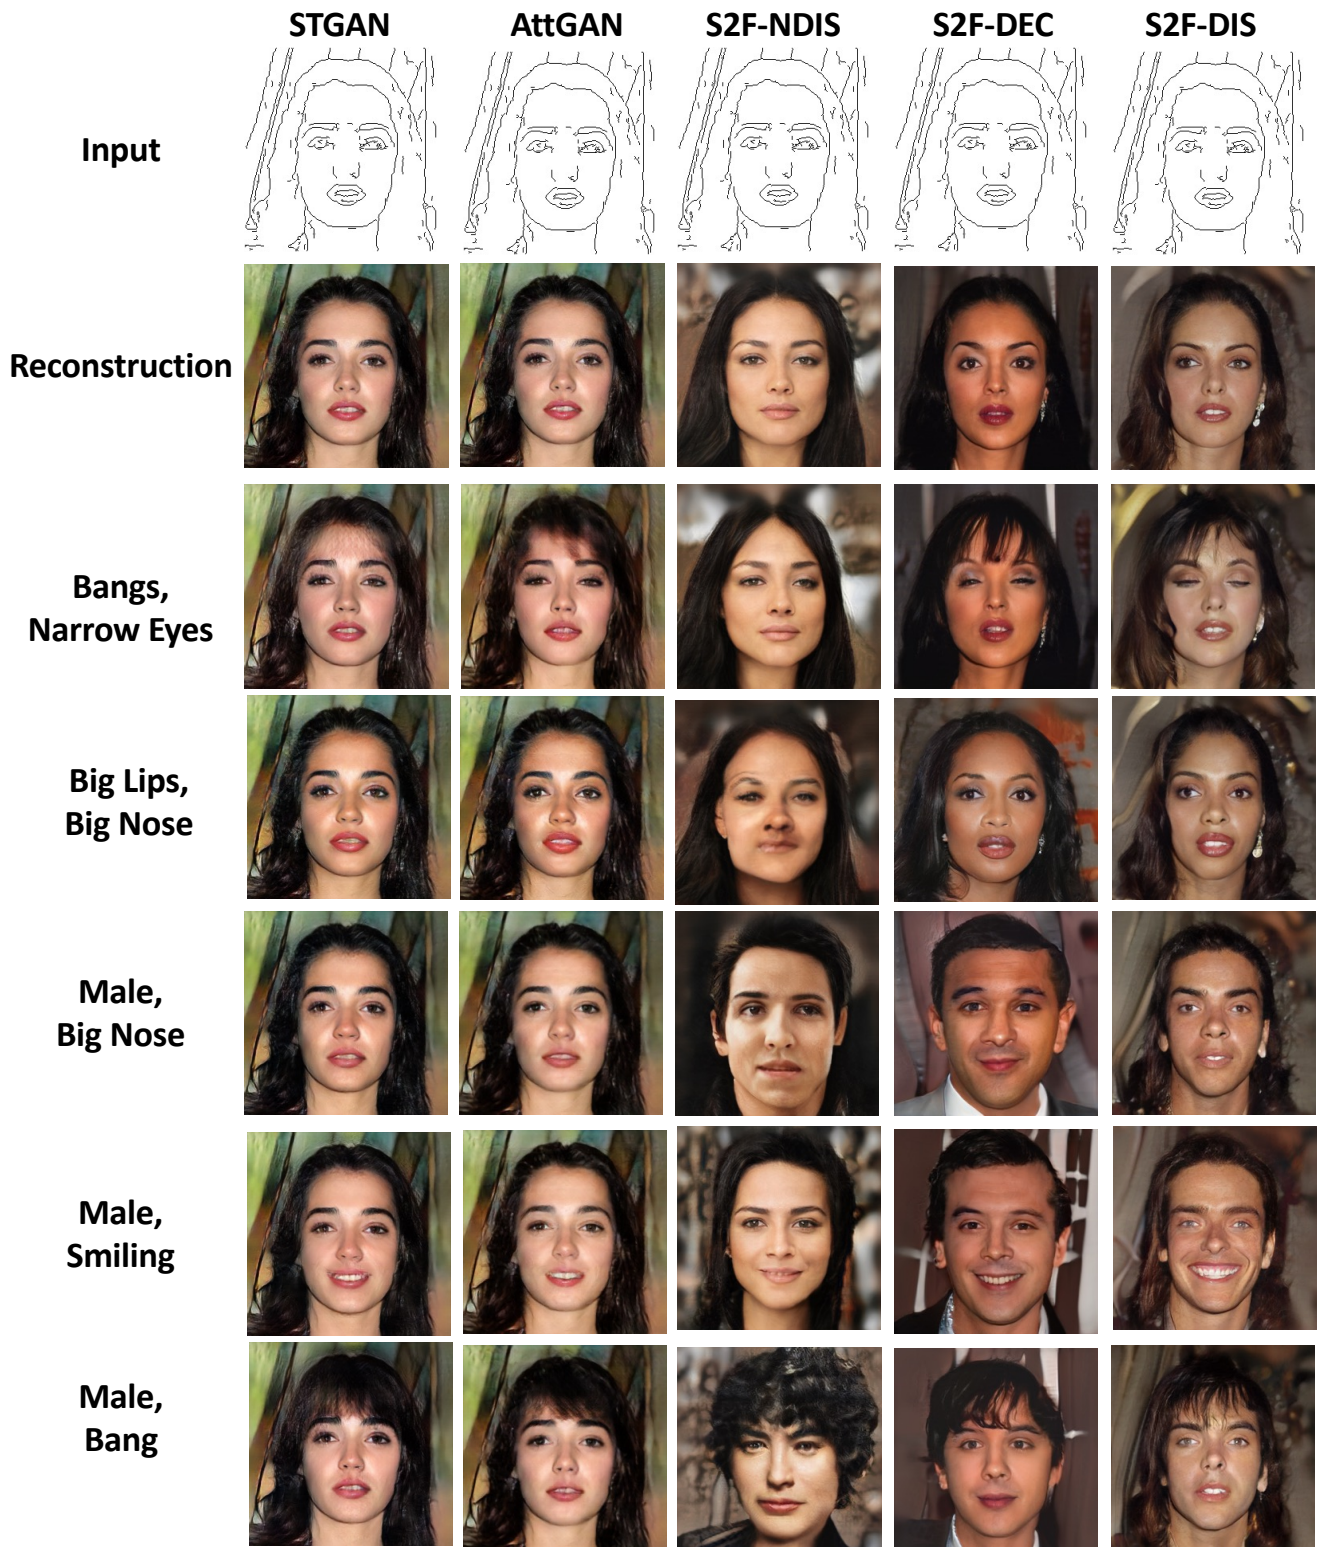 STGAN AttGAN S2F-NDIS S2F-DEC S2F-DIS
Input
Reconstruction
Bangs,
Narrow Eyes
Big Lips,
Big Nose
Male,
Big Nose
Male,
Smiling
Male,
Bang